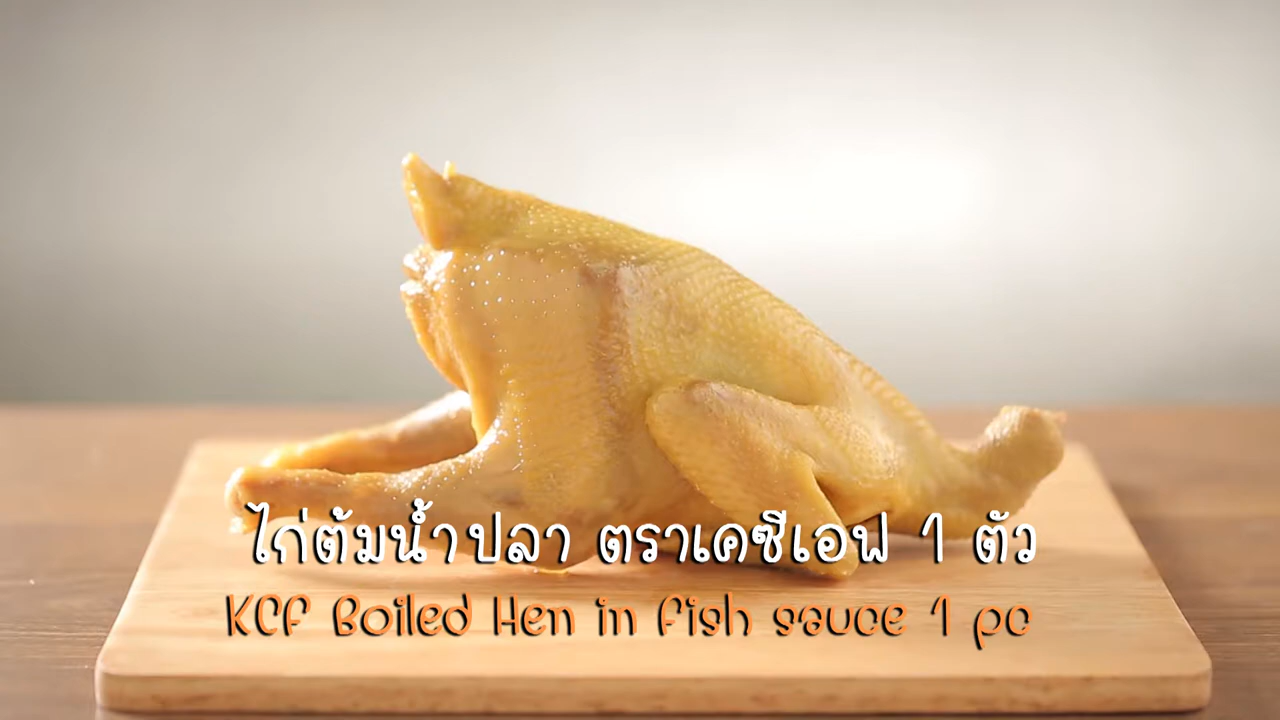 ไก่ต้มน้ำปลา ตราเคซีเอฟ 1 ตัว
KCF Boiled Hen in fish sauce 1 pc